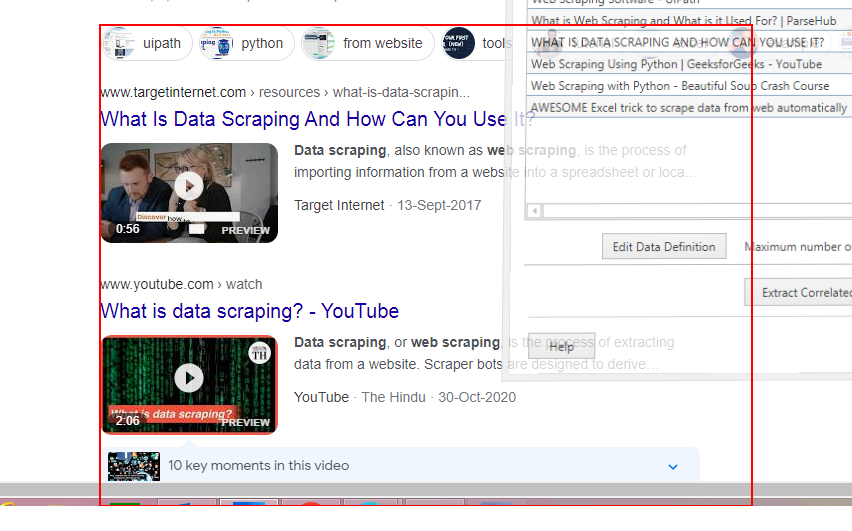 Web Scraping Software - UiPath
What is Web Scraping and What is it Used For? | ParseHub
uipath
python
from website
tools
WHAT IS DATA SCRAPING AND HOW CAN YOU USE IT?
Web Scraping Using Python | GeeksforGeeks - YouTube
Web Scraping with Python - Beautiful Soup Crash Course
AWESOME Excel trick to scrape data from web automatically
www.targetinternet.com › resources › what-is-data-scrapin...
What Is Data Scraping And How Can You Use It?
Data scraping, also known as web scraping, is the process of
importing information from a website into a spreadsheet or loca...
Target Internet · 13-Sept-2017
Discover how to
0:56
PREVIEW
Edit Data Definition
Maximum number o
Extract Correlated
Help
www.youtube.com › watch
What is data scraping? - YouTube
Data scraping, or web scraping, is the process of extracting
data from a website. Scraper bots are designed to derive...
YouTube · The Hindu · 30-Oct-2020
TH
What is data scraping?
2:06
PREVIEW
10 key moments in this video